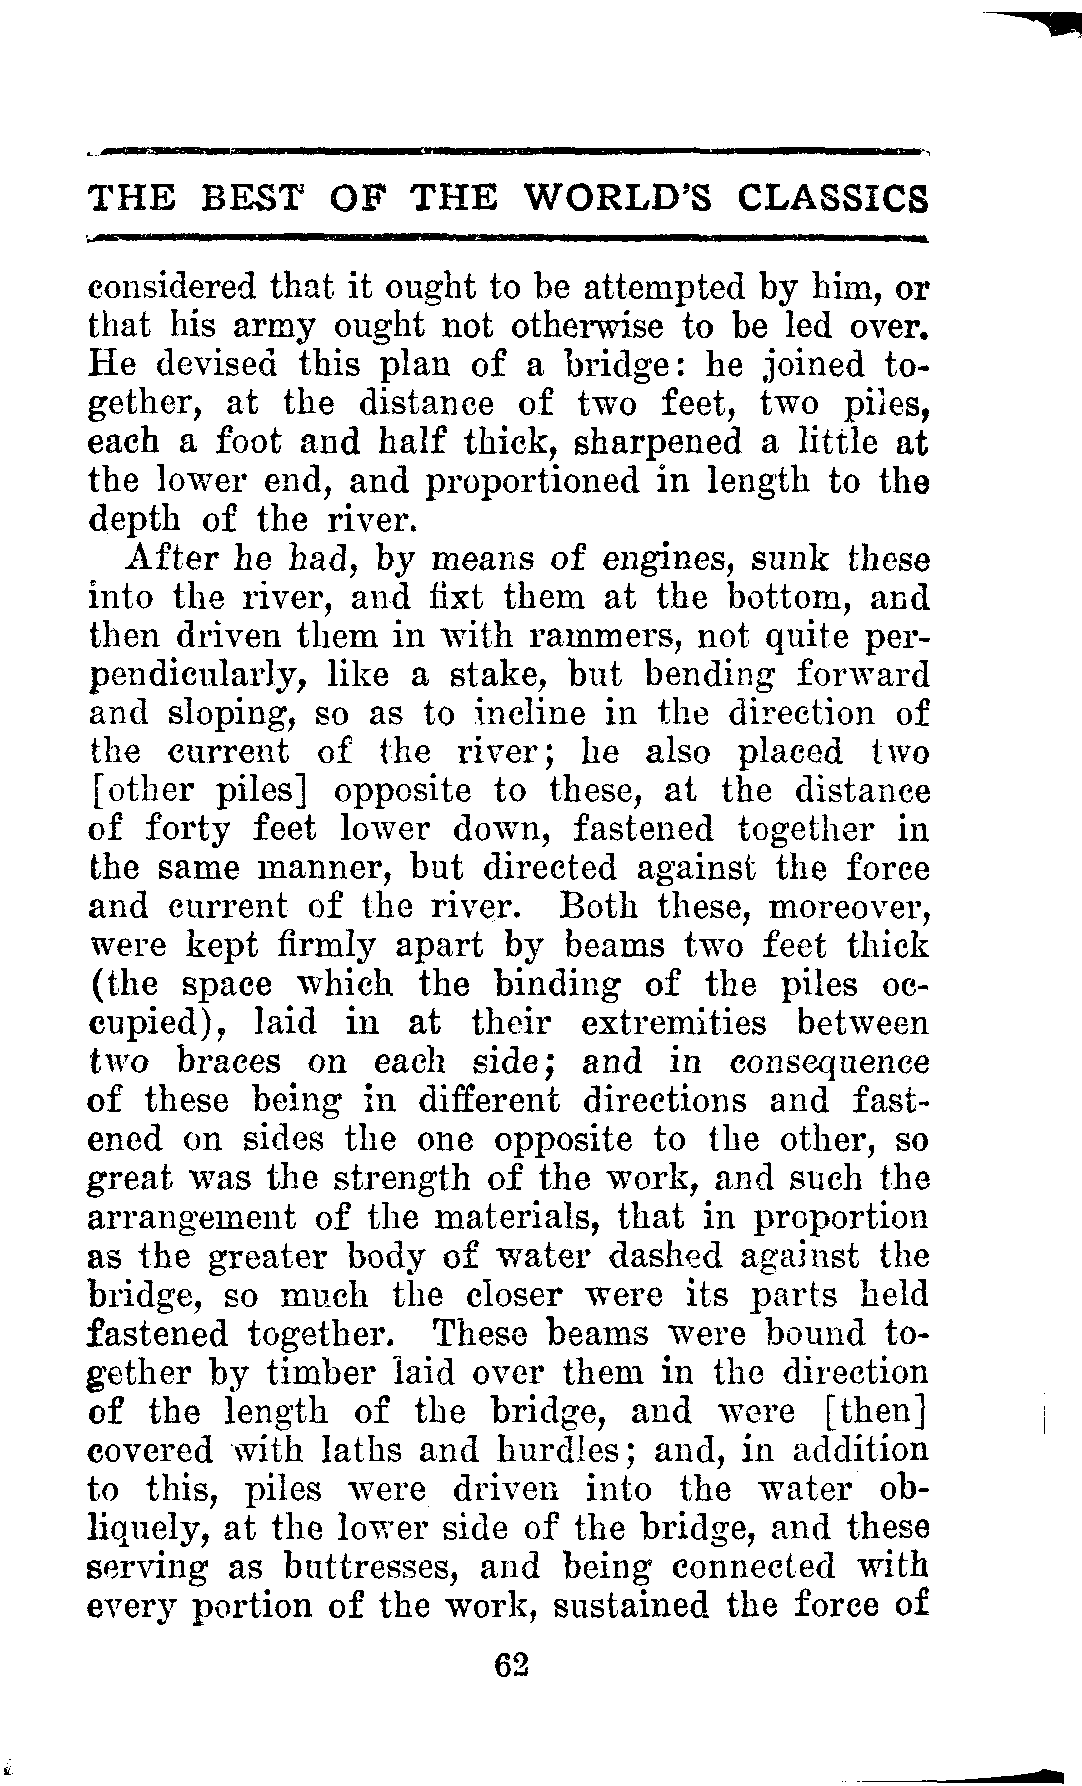 THE BEST OF THE WORLD'S CLASSICS
considered that it ought to be attempted by him, or
that his army ought not otherwise to be led over.
He devised this plan of a bridge: he joined to-
gether, at the distance of two feet, two piles,
each a foot and half thick, sharpened a little at
the lower end, and proportioned in length to the
depth of the river.
After he had, by means of engines, sunk these
into the river, and fixt them at the bottom, and
then driven them in with rammers, not quite per-
pendicularly, like a stake, but bending forward
and sloping, so as to incline in the direction of
the current of the river; he also placed two
[other piles] opposite to these, at the distance
of forty feet lower down, fastened together in
the same manner, but directed against the force
and current of the river. Both these, moreover,
were kept firmly apart by beams two feet thick
(the space which the binding of the piles oc-
cupied), laid in at their extremities between
two braces on each side; and in consequence
of these being in different directions and fast-
ened on sides the one opposite to the other, so
great was the strength of the work, and such the
arrangement of the materials, that in proportion
as the greater body of water dashed against the
bridge, so much the closer were its parts held
fastened together. These beams were bound to-
gether by timber laid over them in the direction
of the length of the bridge, and were [then]
covered with laths and hurdles; and, in addition
to this, piles were driven into the water ob-
liquely, at the lower side of the bridge, and these
serving as buttresses, and being connected with
every portion of the work, sustained the force of
62